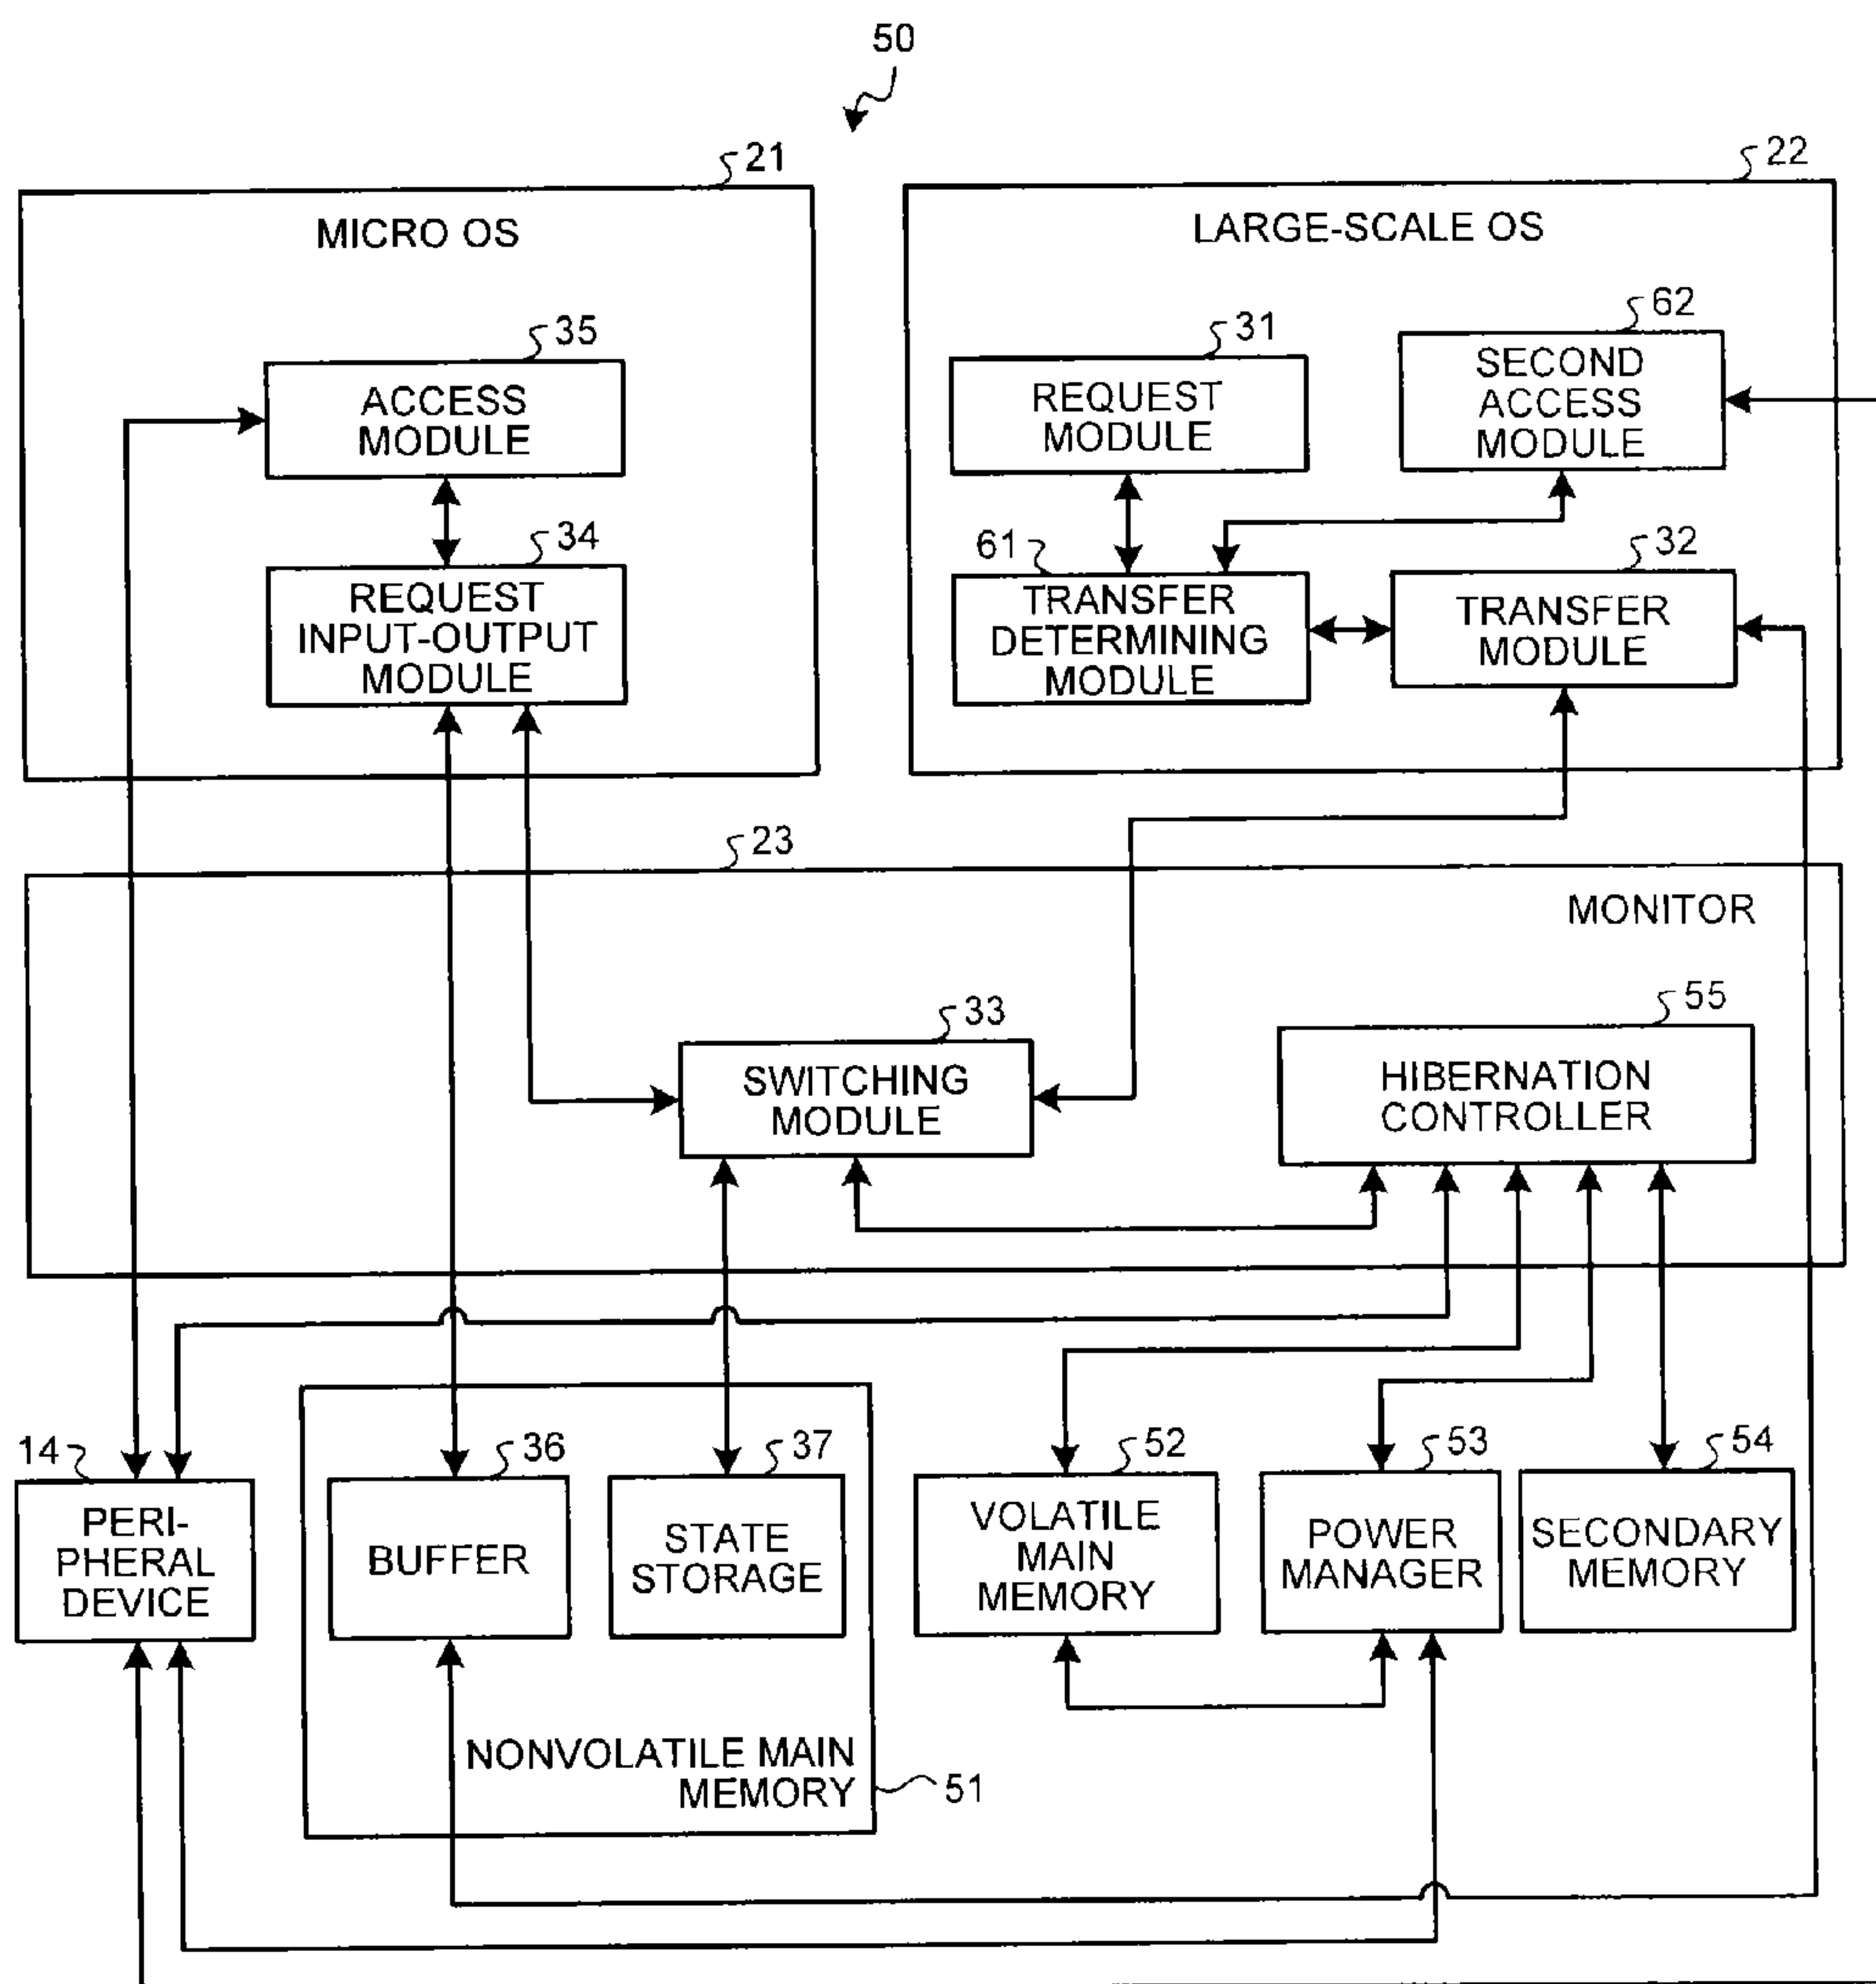 50
21
22
MICRO OS
LARGE-SCALE OS
35
ACCESS
MODULE
34
REQUEST
INPUT-OUTPUT
MODULE
31
REQUEST
MODULE
62
SECOND
ACCESS
MODULE
61
TRANSFER
DETERMINING
MODULE
32
TRANSFER
MODULE
23
MONITOR
33
SWITCHING
MODULE
55
HIBERNATION
CONTROLLER
14
PERI-
PHERAL
DEVICE
36
BUFFER
37
STATE
STORAGE
NONVOLATILE MAIN
MEMORY
51
52
VOLATILE
MAIN
MEMORY
53
POWER
MANAGER
54
SECONDARY
MEMORY